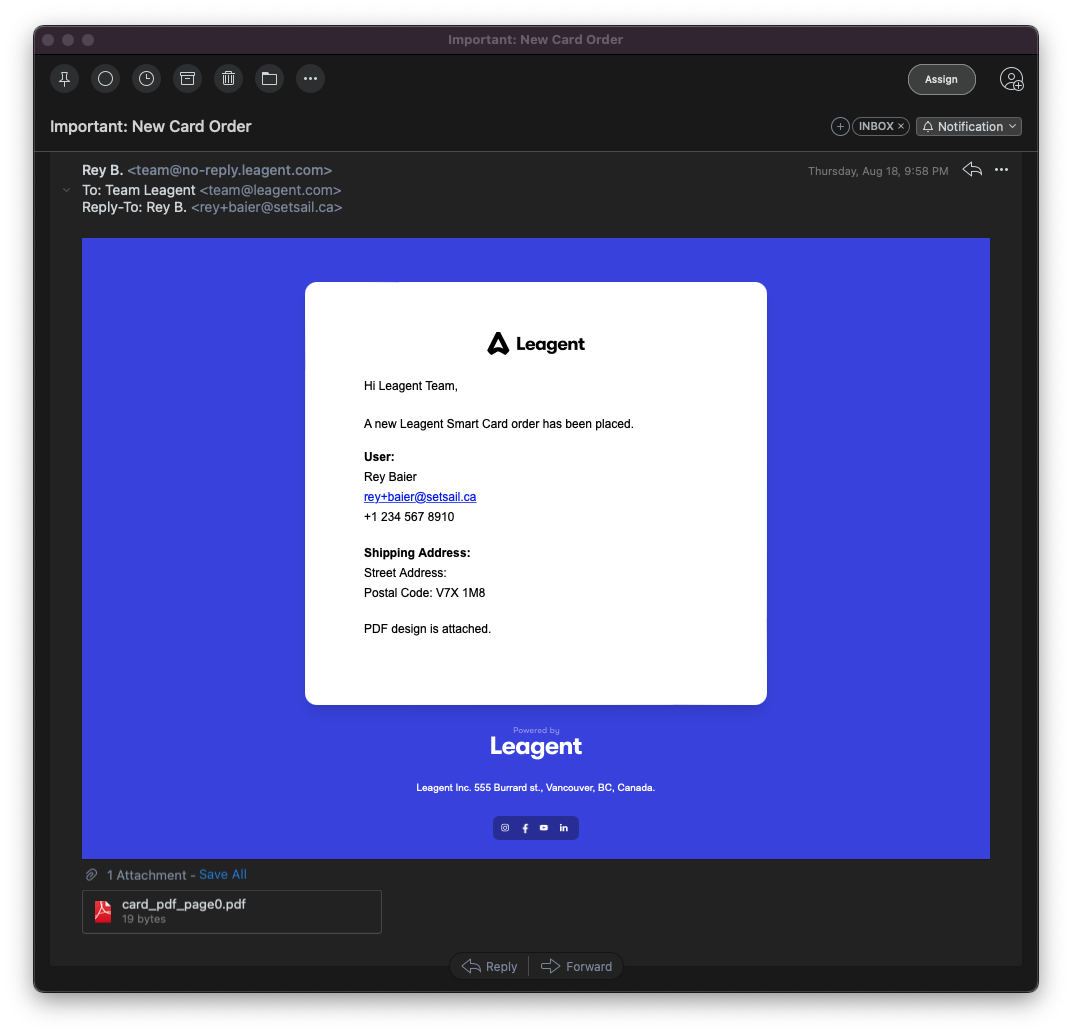 Important: New Card Order
Assign
Important: New Card Order
INBOX ×
Notification
Rey B. <team@no-reply.leagent.com>
Thursday, Aug 18, 9:58 PM
To: Team Leagent <team@leagent.com>
Reply-To: Rey B. <rey+baier@setsail.ca>
Leagent
Hi Leagent Team,
A new Leagent Smart Card order has been placed.
User:
Rey Baier
rey+baier@setsail.ca
+1 234 567 8910
Shipping Address:
Street Address:
Postal Code: V7X 1M8
PDF design is attached.
Powered by
Leagent
Leagent Inc. 555 Burrard st., Vancouver, BC, Canada.
1 Attachment - Save All
card_pdf_page0.pdf
19 bytes
Reply
Forward